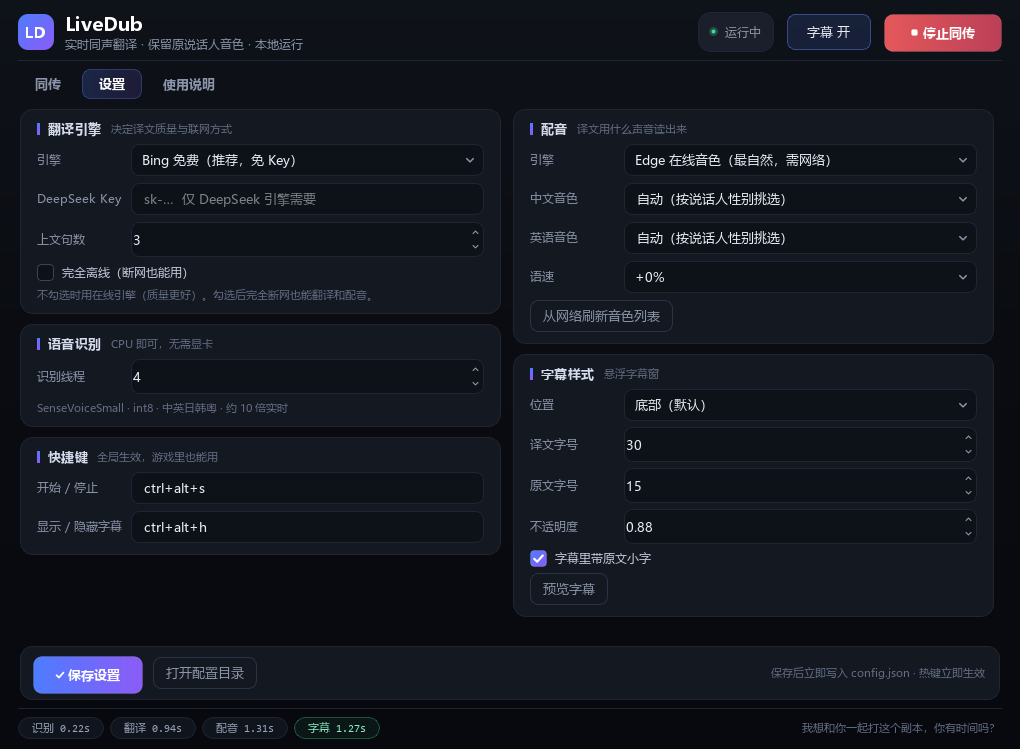 LD
LiveDub
实时同声翻译 · 保留原说话人音色 · 本地运行
运行中
字幕 开
停止同传
同传
设置
使用说明
翻译引擎 决定译文质量与联网方式
引擎
Bing 免费（推荐，免 Key）
DeepSeek Key
sk-… 仅 DeepSeek 引擎需要
上文句数
3
完全离线（断网也能用）
不勾选时用在线引擎（质量更好）。勾选后完全断网也能翻译和配音。
语音识别 CPU 即可，无需显卡
识别线程
4
SenseVoiceSmall · int8 · 中英日韩粤 · 约 10 倍实时
快捷键 全局生效，游戏里也能用
开始 / 停止
ctrl+alt+s
显示 / 隐藏字幕
ctrl+alt+h
配音 译文用什么声音读出来
引擎
Edge 在线音色（最自然，需网络）
中文音色
自动（按说话人性别挑选）
英语音色
自动（按说话人性别挑选）
语速
+0%
从网络刷新音色列表
字幕样式 悬浮字幕窗
位置
底部（默认）
译文字号
30
原文字号
15
不透明度
0.88
字幕里带原文小字
预览字幕
保存设置
打开配置目录
保存后立即写入 config.json · 热键立即生效
识别 0.22s
翻译 0.94s
配音 1.31s
字幕 1.27s
我想和你一起打这个副本，你有时间吗?